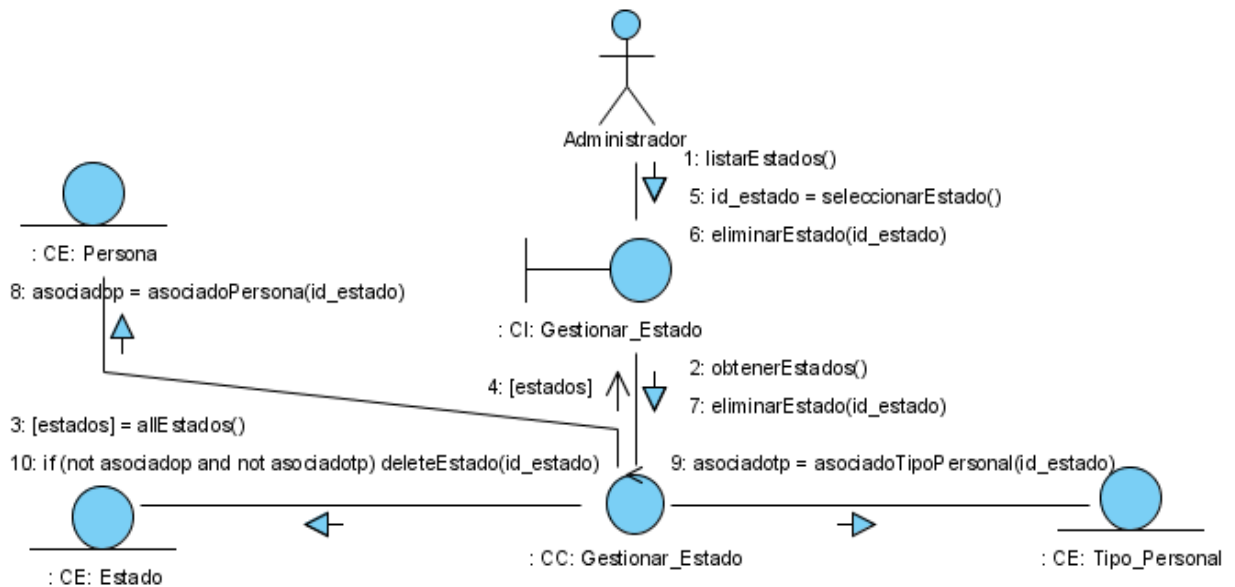 Administrador
1: listarEstados()
5: id_estado = seleccionarEstado()
6: eliminarEstado(id_estado)
: CE: Persona
8: asociadop = asociadoPersona(id_estado)
: CI: Gestionar_Estado
2: obtenerEstados()
4: [estados]
7: eliminarEstado(id_estado)
3: [estados] = allEstados()
10: if (not asociadop and not asociadotp) deleteEstado(id_estado)
9: asociadotp = asociadoTipoPersonal(id_estado)
: CE: Estado
: CC: Gestionar_Estado
: CE: Tipo_Personal